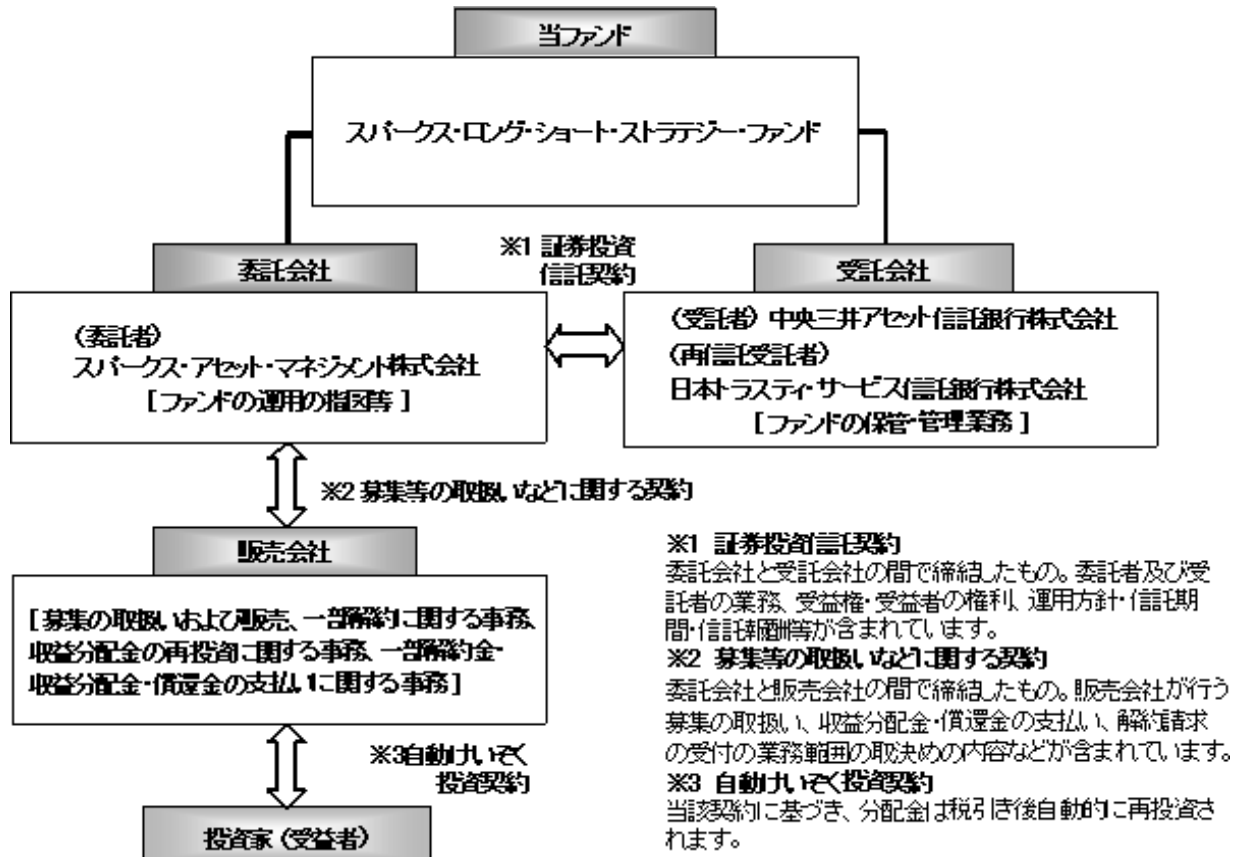 当ファンド
スパークス・ロング・ショート・ストラテジー・ファンド
※1 証券投資
信託契約
委託会社
受託会社
(委託者)
スパークス・アセット・マネジメント株式会社
[ファンドの運用の指図等]
(受託者) 中央三井アセット信託銀行株式会社
(再信託受託者)
日本トラスティ・サービス信託銀行株式会社
[ファンドの保管・管理業務]
※2 募集等の取扱いなどに関する契約
販売会社
[募集の取扱いおよび販売、一部解約に関する事務、
収益分配金の再投資に関する事務、一部解約金・
収益分配金・償還金の支払いに関する事務]
※3自動けいぞく
投資契約
投資家(受益者)
※1 証券投資信託契約
委託会社と受託会社の間で締結したもの。委託者及び受
託者の業務、受益権・受益者の権利、運用方針・信託期
間・信託報酬等が含まれています。
※2 募集等の取扱いなどに関する契約
委託会社と販売会社の間で締結したもの。販売会社が行う
募集の取扱い、収益分配金・償還金の支払い、解約請求
の受付の業務範囲の取決めの内容などが含まれています。
※3 自動けいぞく投資契約
当該契約に基づき、分配金は税引き後自動的に再投資さ
れます。